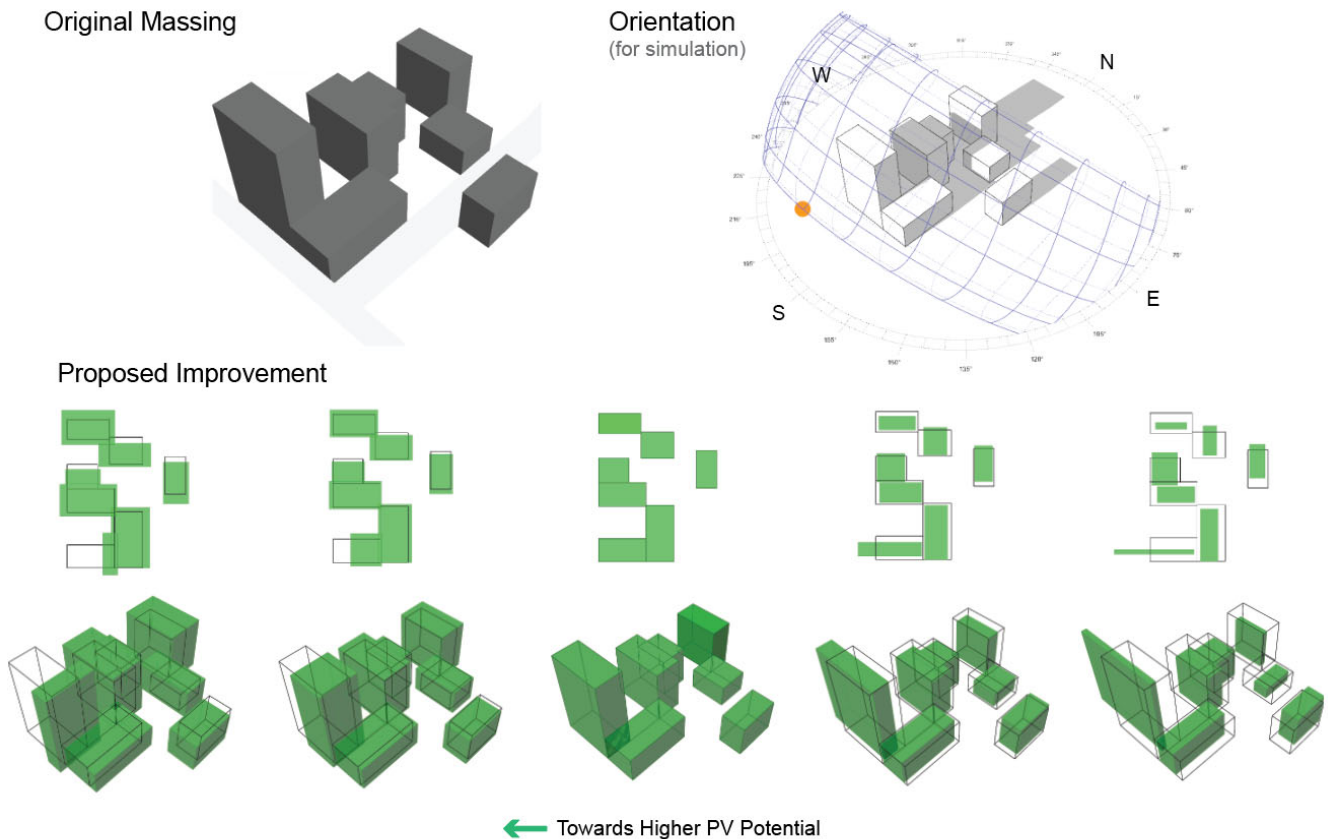 Original Massing
Orientation
(for simulation)
N
W
S
E
Proposed Improvement
Towards Higher PV Potential